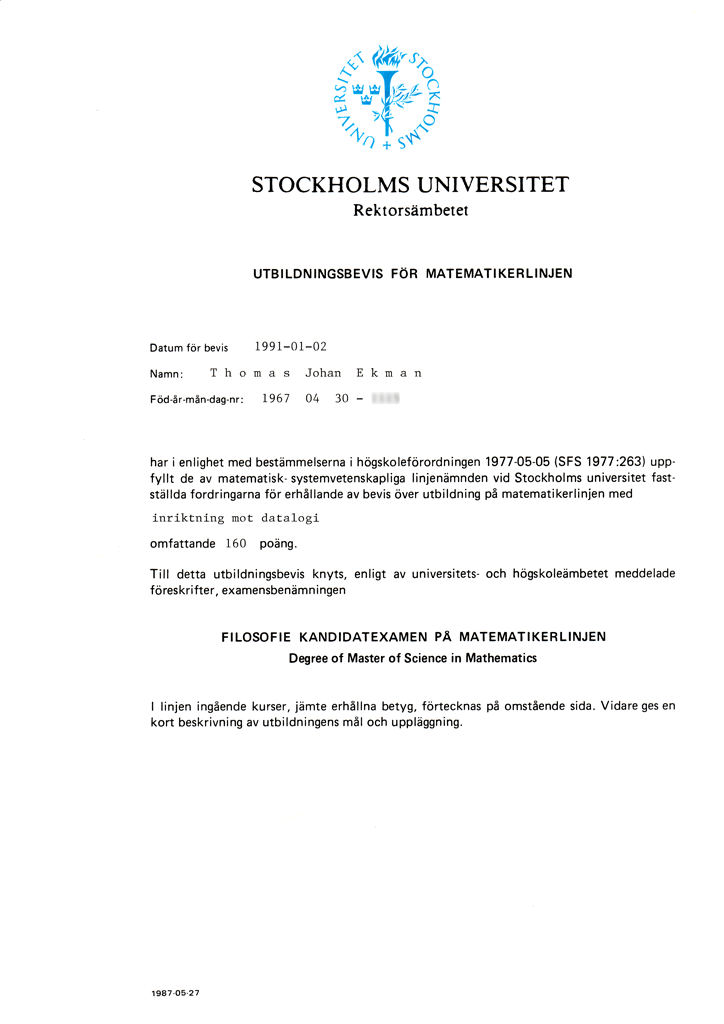 UNIVERSITET STOCKHOLMS
STOCKHOLMS UNIVERSITET
Rektorsämbetet
UTBILDNINGSBEVIS FÖR MATEMATIKERLINJEN
Datum för bevis 1991-01-02
Namn: Thomas Johan Ekman
Föd-år-mån-dag-nr: 1967 04 30 -
har i enlighet med bestämmelserna i högskoleförordningen 1977-05-05 (SFS 1977:263) upp-
fyllt de av matematisk- systemvetenskapliga linjenämnden vid Stockholms universitet fast-
ställda fordringarna för erhållande av bevis över utbildning på matematikerlinjen med
inriktning mot datalogi
omfattande 160 poäng.
Till detta utbildningsbevis knyts, enligt av universitets- och högskoleämbetet meddelade
föreskrifter, examensbenämningen
FILOSOFIE KANDIDATEXAMEN PÅ MATEMATIKERLINJEN
Degree of Master of Science in Mathematics
I linjen ingående kurser, jämte erhållna betyg, förtecknas på omstående sida. Vidare ges en
kort beskrivning av utbildningens mål och uppläggning.
1987-05-27